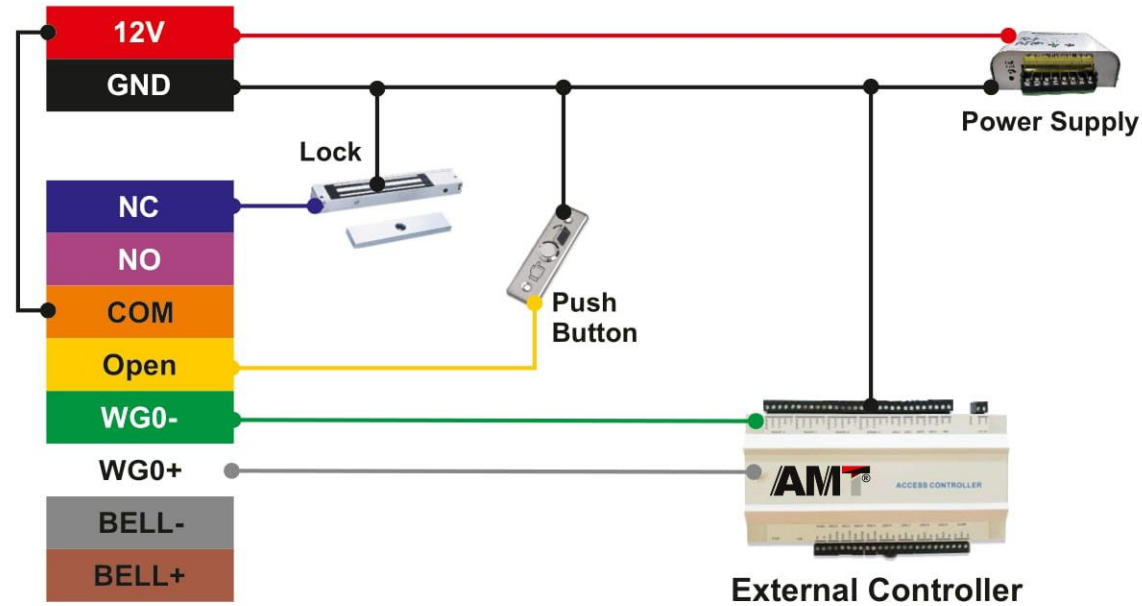 12V
GND
Power Supply
Lock
NC
NO
COM
Push
Button
Open
WG0-
WG0+
AMT®
ACCESS CONTROLLER
BELL-
BELL+
External Controller